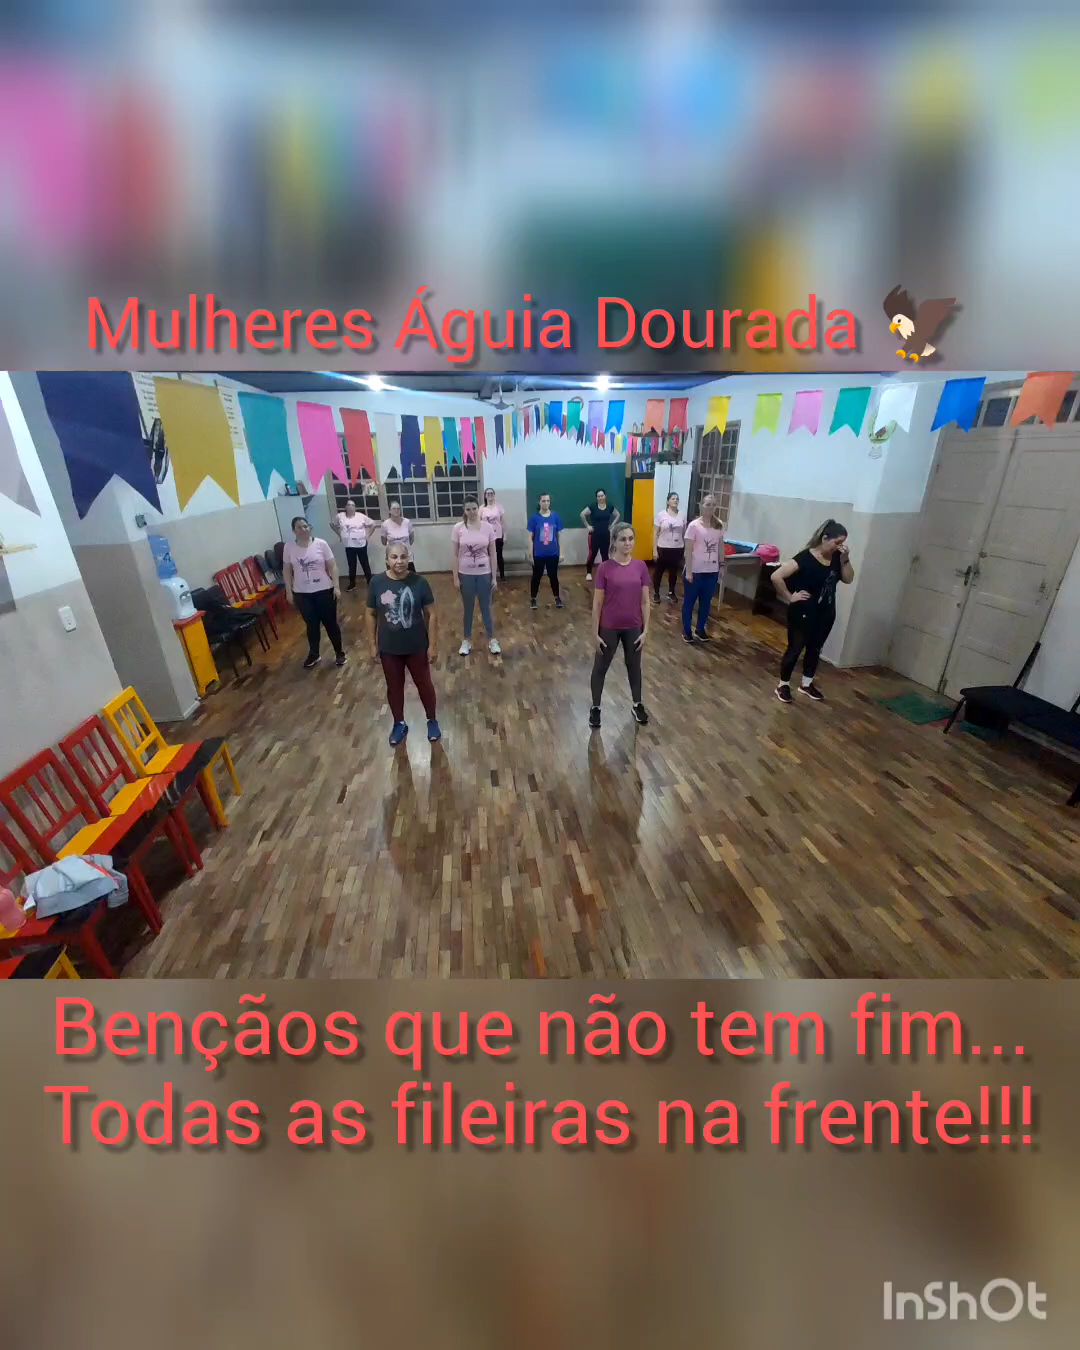 Mulheres Águia Dourada 🦅
Bençãos que não tem fim...
Todas as fileiras na frente!!!
InShOt